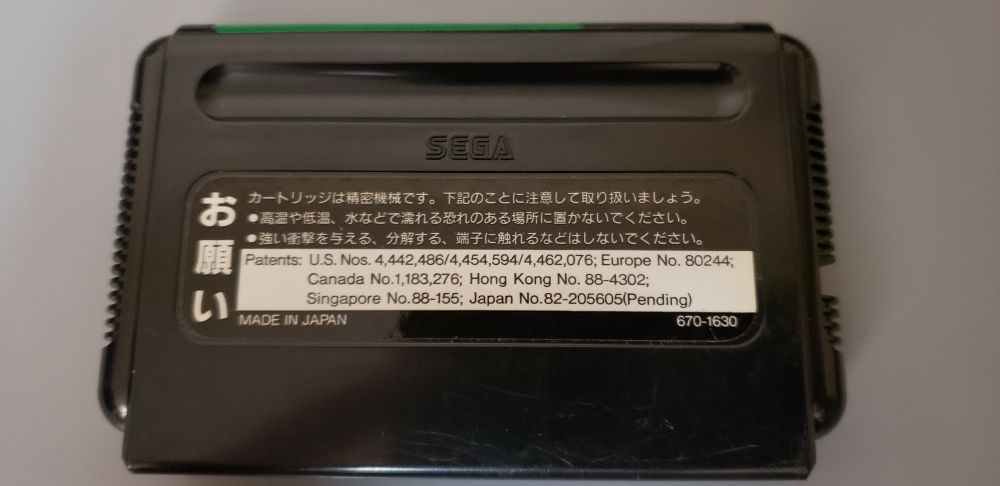 SEGA
お願い
カートリッジは精密機械です。下記のことに注意して取り扱いましょう。
●高温や低温、水などで濡れる恐れのある場所に置かないでください。
●強い衝撃を与える、分解する、端子に触れるなどはしないでください。
Patents: U.S. Nos. 4,442,486/4,454,594/4,462,076; Europe No. 80244;
Canada No.1,183,276; Hong Kong No. 88-4302;
Singapore No.88-155; Japan No.82-205605(Pending)
MADE IN JAPAN 670-1630